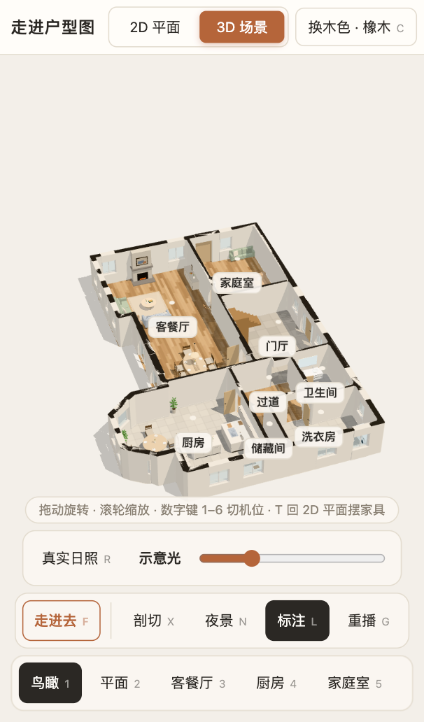 走进户型图 2D 平面 3D 场景 换木色 · 橡木 C
家庭室
客餐厅
门厅
卫生间
过道
洗衣房
厨房
储藏间
拖动旋转 · 滚轮缩放 · 数字键 1–6 切机位 · T 回 2D 平面摆家具
真实日照 R 示意光
走进去 F 剖切 X 夜景 N 标注 L 重播 G
鸟瞰 1 平面 2 客餐厅 3 厨房 4 家庭室 5